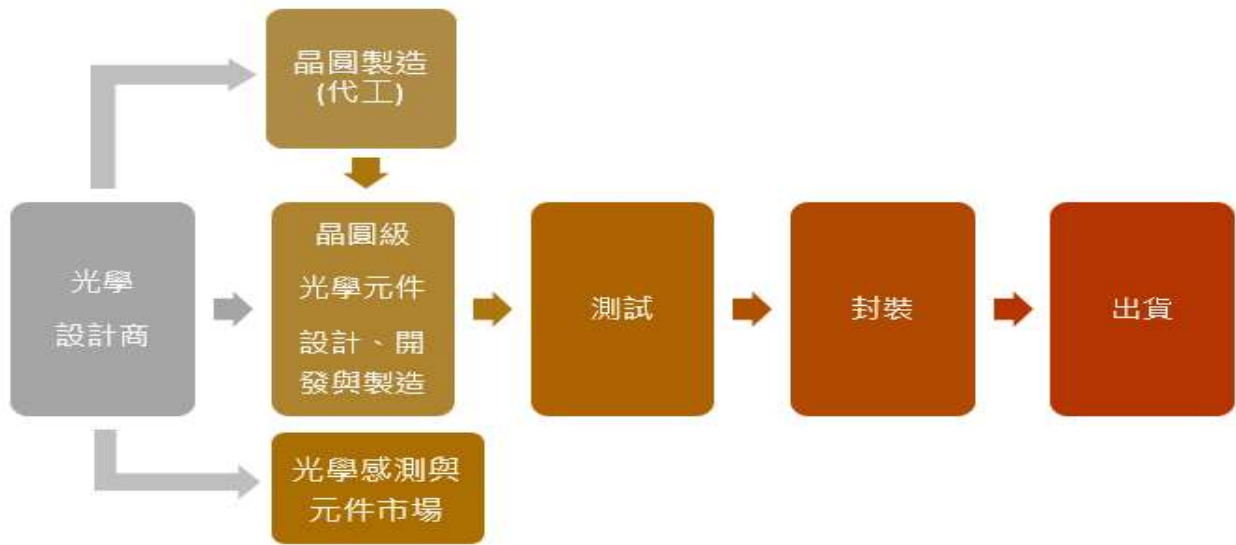 晶圓製造
(代工)
光學
設計商
晶圓級
光學元件
設計、開
發與製造
測試
封裝
出貨
光學感測與
元件市場